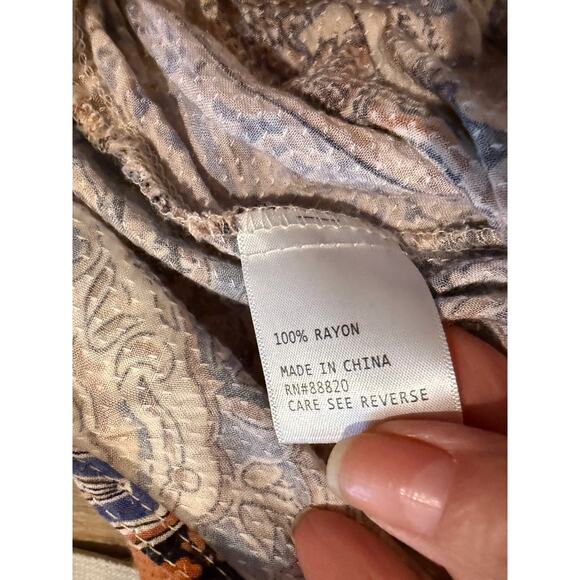 100% RAYON
MADE IN CHINA
RN#88820
CARE SEE REVERSE